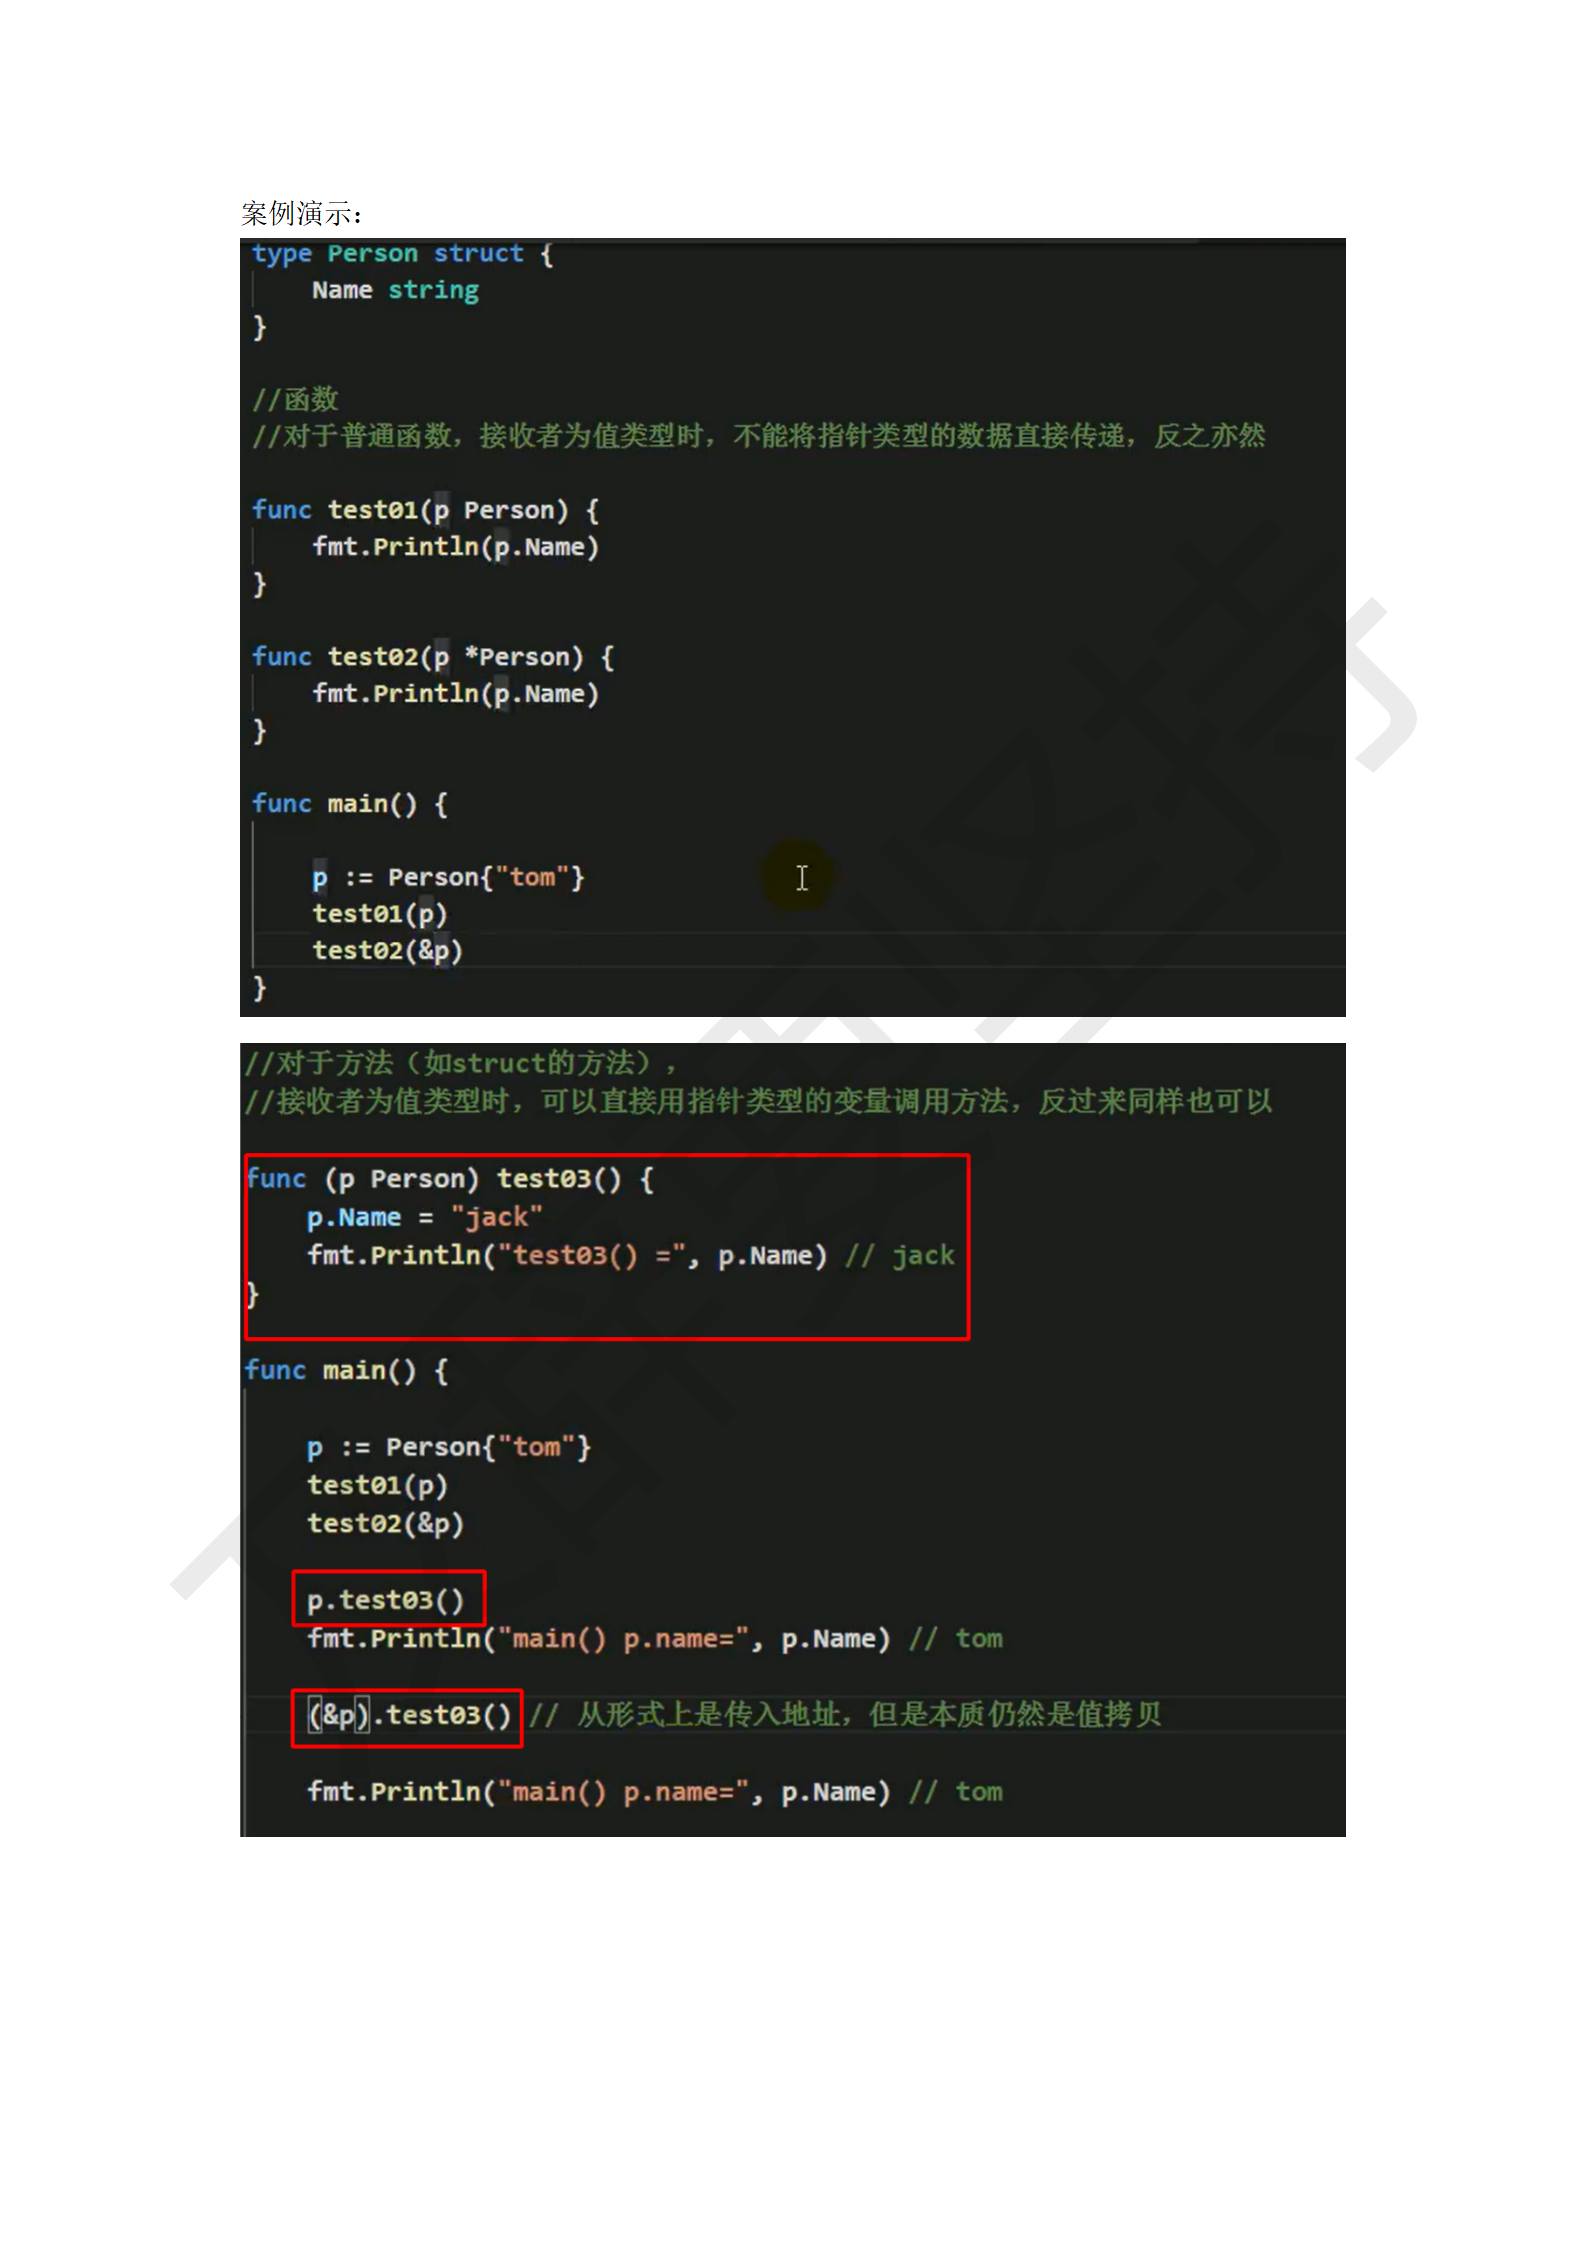 案例演示：
type Person struct {
Name string
}
//函数
//对于普通函数，接收者为值类型时，不能将指针类型的数据直接传递，反之亦然
func test01(p Person) {
fmt.Println(p.Name)
}
func test02(p *Person) {
fmt.Println(p.Name)
}
func main() {
p := Person{"tom"}
test01(p)
test02(&p)
}
//对于方法（如struct的方法），
//接收者为值类型时，可以直接用指针类型的变量调用方法，反过来同样也可以
func (p Person) test03() {
p.Name = "jack"
fmt.Println("test03() =", p.Name) // jack
}
func main() {
p := Person{"tom"}
test01(p)
test02(&p)
p.test03()
fmt.Println("main() p.name=", p.Name) // tom
(&p).test03() // 从形式上是传入地址，但是本质仍然是值拷贝
fmt.Println("main() p.name=", p.Name) // tom